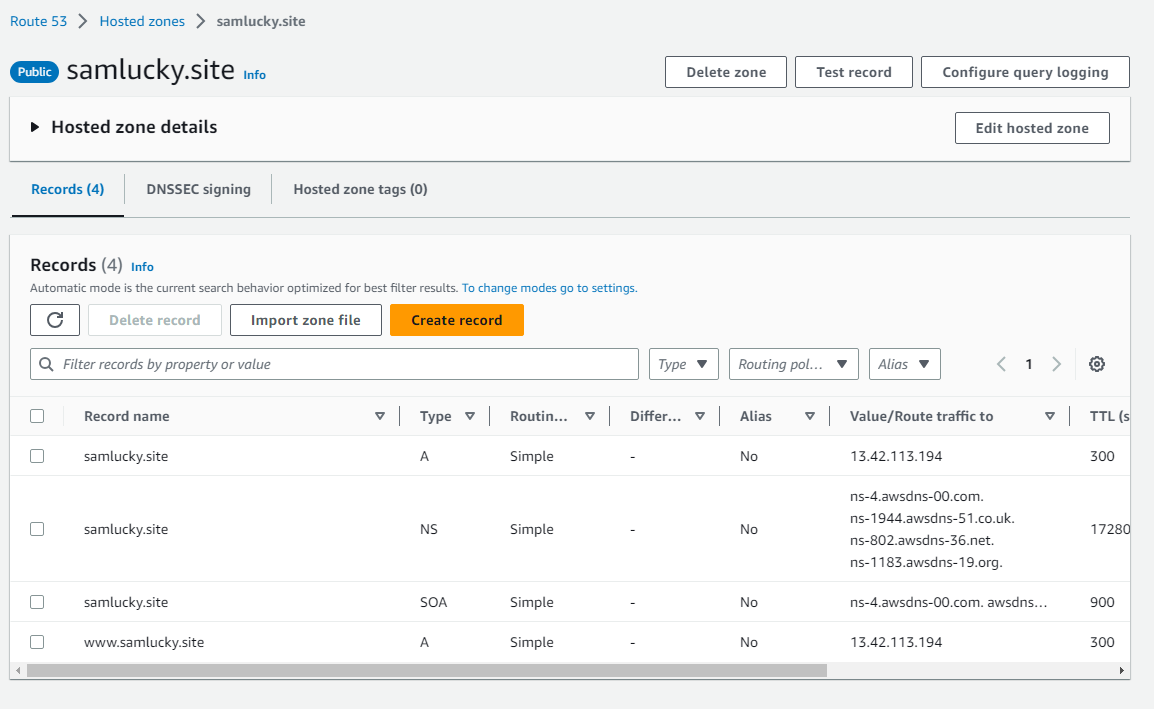 Route 53 > Hosted zones > samlucky.site
Public samlucky.site Info
Delete zone Test record Configure query logging
Hosted zone details
Edit hosted zone
Records (4) DNSSEC signing Hosted zone tags (0)
Records (4) Info
Automatic mode is the current search behavior optimized for best filter results. To change modes go to settings.
Delete record Import zone file Create record
Filter records by property or value Type Routing pol... Alias 1
Record name Type Routin... Differ... Alias Value/Route traffic to TTL (s
samlucky.site A Simple - No 13.42.113.194 300
ns-4.awsdns-00.com.
ns-1944.awsdns-51.co.uk.
samlucky.site NS Simple - No 17280
ns-802.awsdns-36.net.
ns-1183.awsdns-19.org.
samlucky.site SOA Simple - No ns-4.awsdns-00.com. awsdns... 900
www.samlucky.site A Simple - No 13.42.113.194 300